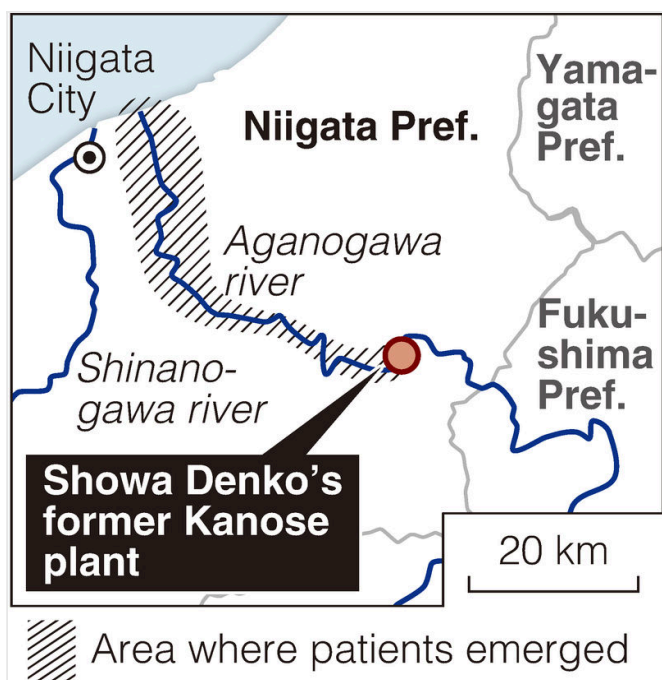 Niigata
City
Niigata Pref.
Yama-
gata
Pref.
Aganogawa
river
Fuku-
shima
Pref.
Shinano-
gawa river
Showa Denko’s
former Kanose
plant
20 km
Area where patients emerged